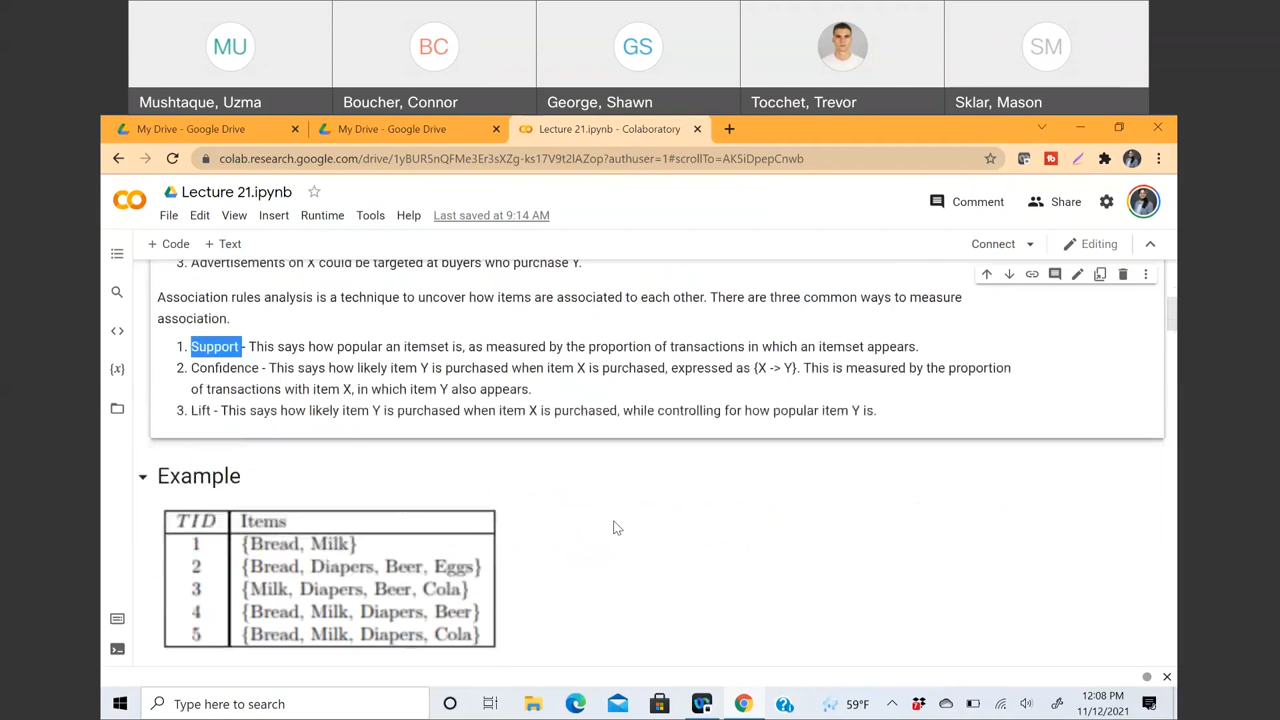 MU
BC
GS
SM
Mushtaque, Uzma
Boucher, Connor
George, Shawn
Tocchet, Trevor
Sklar, Mason
My Drive - Google Drive
My Drive - Google Drive
Lecture 21.ipynb - Colaboratory
colab.research.google.com/drive/1yBUR5nQFMe3Er3sXZg-ks17V9t2lAZop?authuser=1#scrollTo=AK5iDpepCnwb
CO
Lecture 21.ipynb
Comment
Share
File Edit View Insert Runtime Tools Help Last saved at 9:14 AM
+ Code + Text
Connect
Editing
3. Advertisements on X could be targeted at buyers who purchase Y.
Association rules analysis is a technique to uncover how items are associated to each other. There are three common ways to measure
association.
1. Support - This says how popular an itemset is, as measured by the proportion of transactions in which an itemset appears.
2. Confidence - This says how likely item Y is purchased when item X is purchased, expressed as {X -> Y}. This is measured by the proportion
of transactions with item X, in which item Y also appears.
3. Lift - This says how likely item Y is purchased when item X is purchased, while controlling for how popular item Y is.
Example
TID Items
1 {Bread, Milk}
2 {Bread, Diapers, Beer, Eggs}
3 {Milk, Diapers, Beer, Cola}
4 {Bread, Milk, Diapers, Beer}
5 {Bread, Milk, Diapers, Cola}
Type here to search
59°F
12:08 PM
11/12/2021